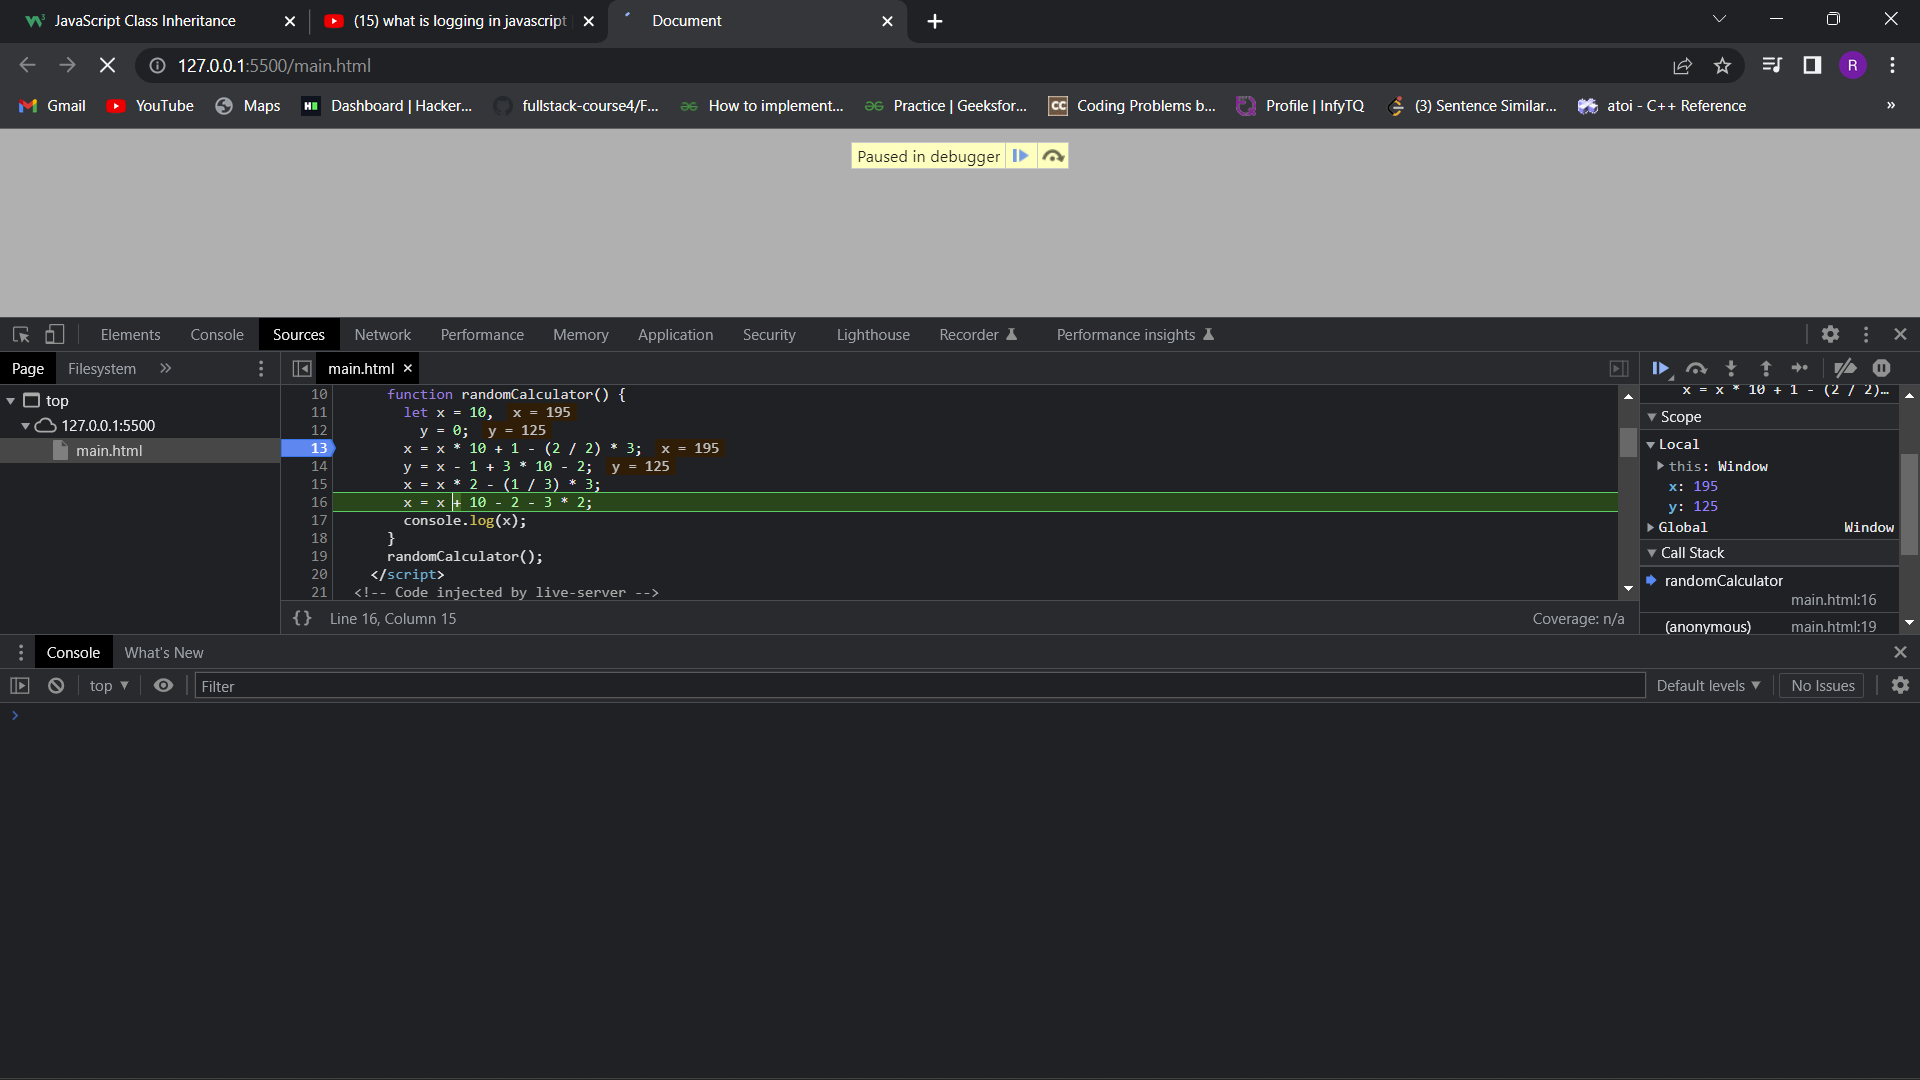 JavaScript Class Inheritance
(15) what is logging in javascript
Document
127.0.0.1:5500/main.html
R
Gmail
YouTube
Maps
Dashboard | Hacker...
fullstack-course4/F...
How to implement...
Practice | Geeksfor...
CC
Coding Problems b...
Profile | InfyTQ
(3) Sentence Similar...
atoi - C++ Reference
»
Paused in debugger
Elements
Console
Sources
Network
Performance
Memory
Application
Security
Lighthouse
Recorder
Performance insights
Page
Filesystem
»
main.html
top
127.0.0.1:5500
main.html
10 function randomCalculator() {
11 let x = 10, x = 195
12 y = 0; y = 125
13 x = x * 10 + 1 - (2 / 2) * 3; x = 195
14 y = x - 1 + 3 * 10 - 2; y = 125
15 x = x * 2 - (1 / 3) * 3;
16 x = x + 10 - 2 - 3 * 2;
17 console.log(x);
18 }
19 randomCalculator();
20 </script>
21 <!-- Code injected by live-server -->
{} Line 16, Column 15
Coverage: n/a
x = x * 10 + 1 - (2 / 2)…
Scope
Local
this: Window
x: 195
y: 125
Global Window
Call Stack
randomCalculator
main.html:16
(anonymous) main.html:19
Console
What's New
top
Filter
Default levels
No Issues